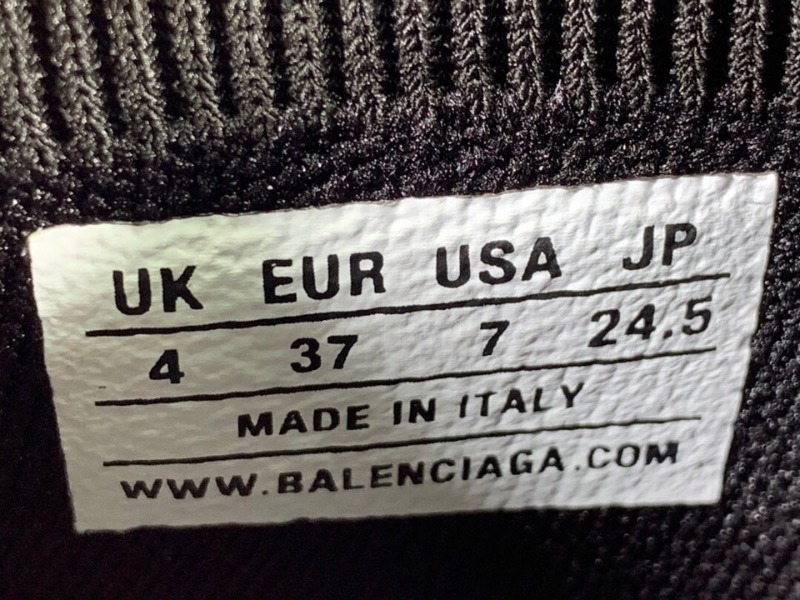 UK EUR USA JP
4 37 7 24.5
MADE IN ITALY
WWW.BALENCIAGA.COM